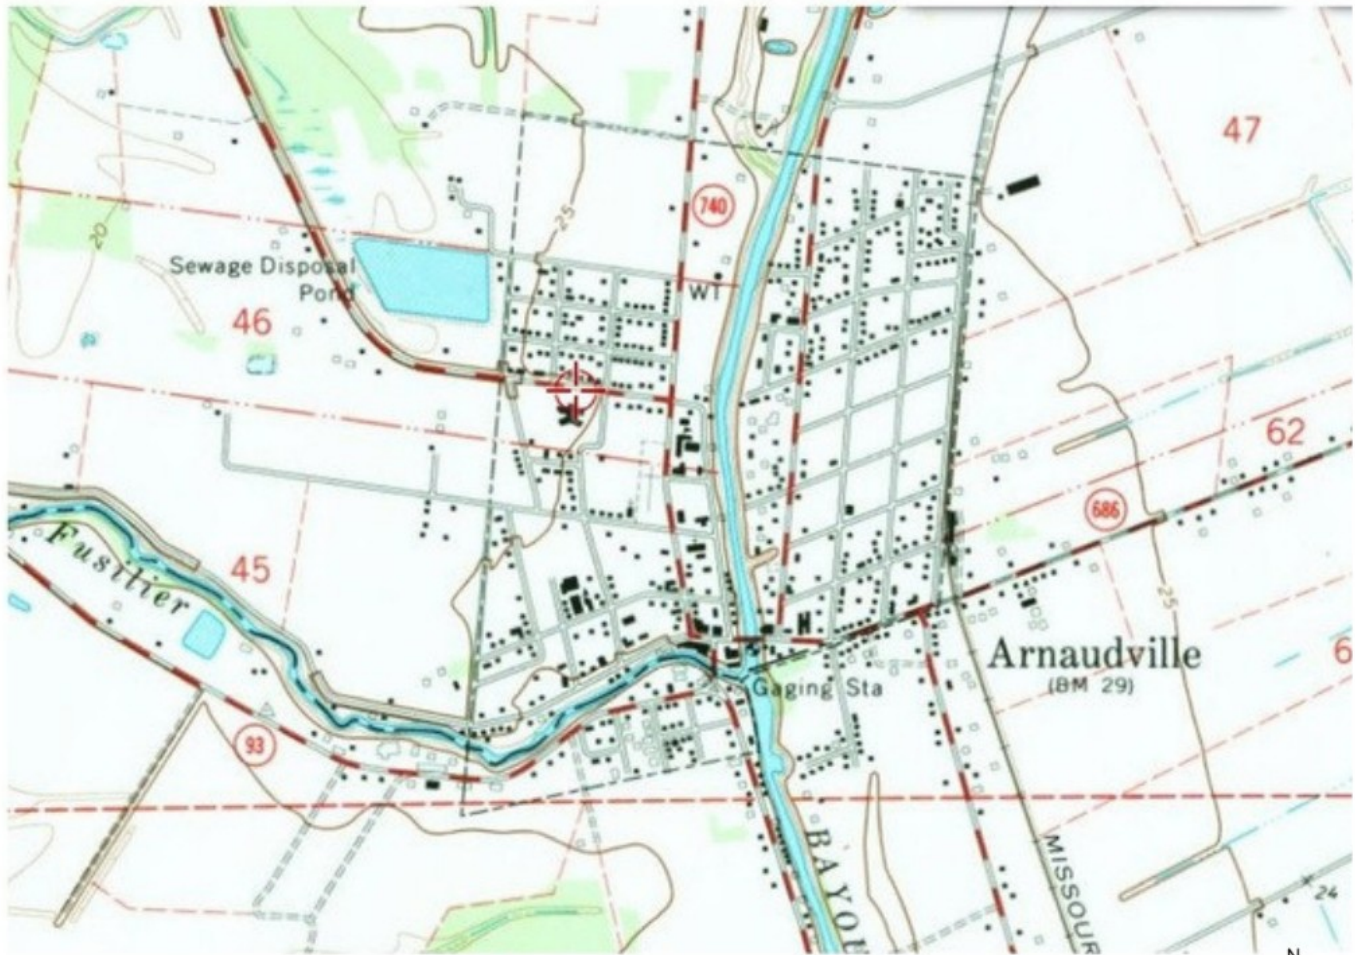 47
740
25
20
Sewage Disposal
Pond
WT
46
62
686
Fusilier
45
25
Arnaudville
(BM 29)
6
Gaging Sta
93
BAYOU
MISSOUR
24
N